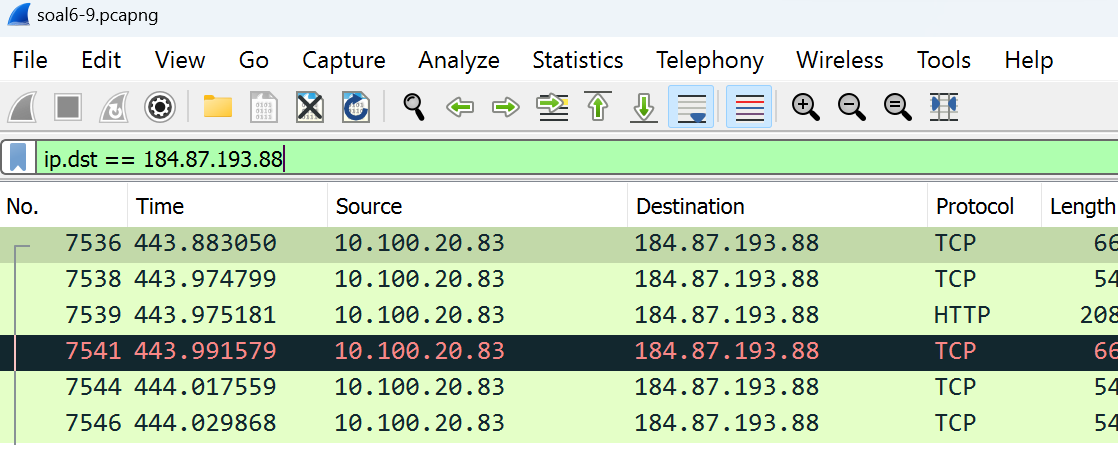 soal6-9.pcapng
File Edit View Go Capture Analyze Statistics Telephony Wireless Tools Help
ip.dst == 184.87.193.88
No. Time Source Destination Protocol Length
7536 443.883050 10.100.20.83 184.87.193.88 TCP 66
7538 443.974799 10.100.20.83 184.87.193.88 TCP 54
7539 443.975181 10.100.20.83 184.87.193.88 HTTP 208
7541 443.991579 10.100.20.83 184.87.193.88 TCP 66
7544 444.017559 10.100.20.83 184.87.193.88 TCP 54
7546 444.029868 10.100.20.83 184.87.193.88 TCP 54